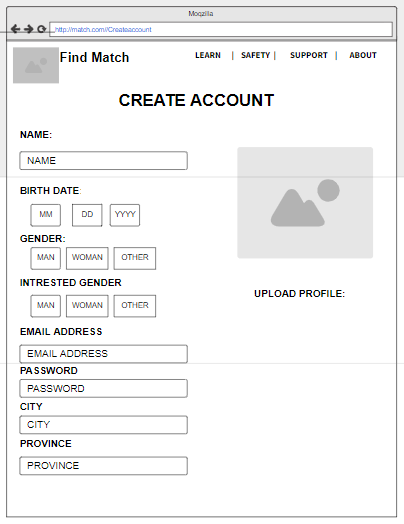 Moqzilla
http://match.com//Createaccount
Find Match
LEARN | SAFETY | SUPPORT | ABOUT
CREATE ACCOUNT
NAME:
NAME
BIRTH DATE:
MM DD YYYY
GENDER:
MAN WOMAN OTHER
INTRESTED GENDER
MAN WOMAN OTHER
EMAIL ADDRESS
EMAIL ADDRESS
PASSWORD
PASSWORD
CITY
CITY
PROVINCE
PROVINCE
UPLOAD PROFILE: